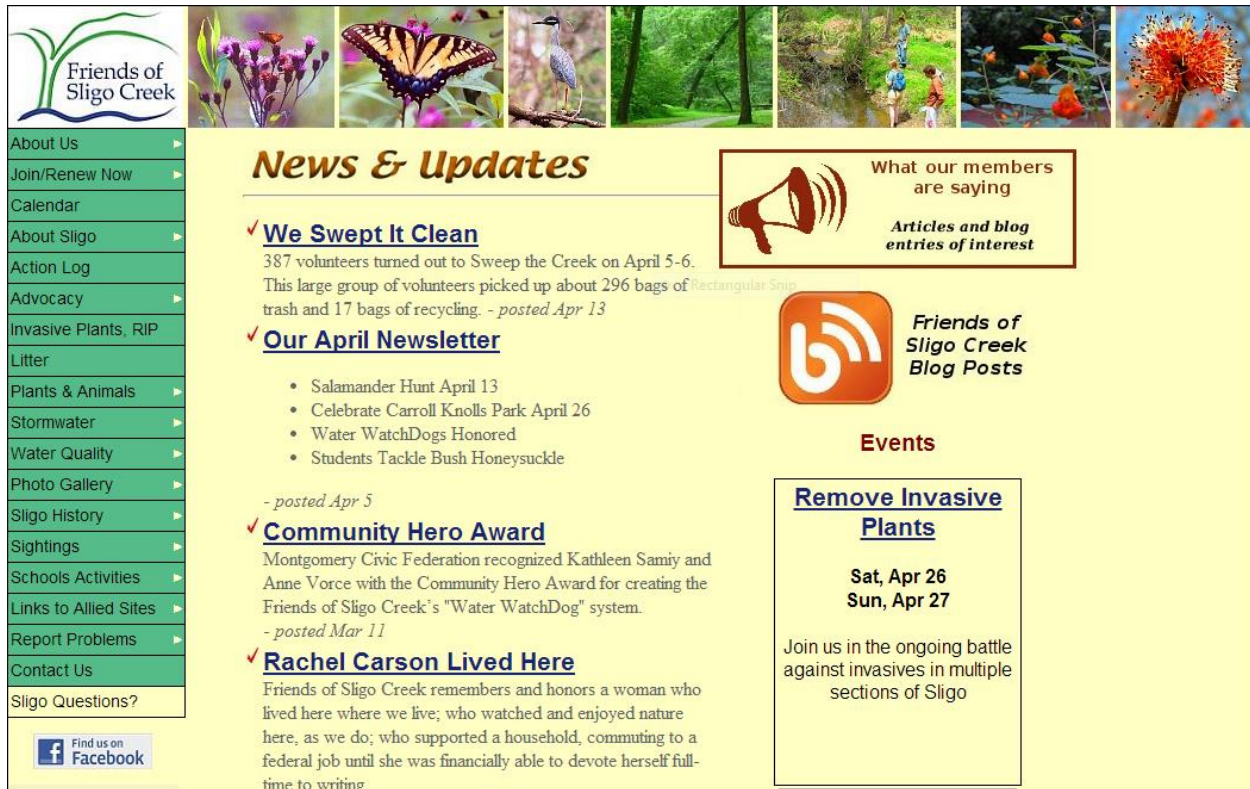 Friends of
Sligo Creek
About Us
Join/Renew Now
Calendar
About Sligo
Action Log
Advocacy
Invasive Plants, RIP
Litter
Plants & Animals
Stormwater
Water Quality
Photo Gallery
Sligo History
Sightings
Schools Activities
Links to Allied Sites
Report Problems
Contact Us
Sligo Questions?
Find us on
Facebook
News & Updates
We Swept It Clean
387 volunteers turned out to Sweep the Creek on April 5-6.
This large group of volunteers picked up about 296 bags of
trash and 17 bags of recycling. - posted Apr 13
Our April Newsletter
• Salamander Hunt April 13
• Celebrate Carroll Knolls Park April 26
• Water WatchDogs Honored
• Students Tackle Bush Honeysuckle
- posted Apr 5
Community Hero Award
Montgomery Civic Federation recognized Kathleen Samiy and
Anne Vorce with the Community Hero Award for creating the
Friends of Sligo Creek's "Water WatchDog" system.
- posted Mar 11
Rachel Carson Lived Here
Friends of Sligo Creek remembers and honors a woman who
lived here where we live; who watched and enjoyed nature
here, as we do; who supported a household, commuting to a
federal job until she was financially able to devote herself full-
time to writing
What our members
are saying
Articles and blog
entries of interest
Rectangular Snip
Friends of
Sligo Creek
Blog Posts
Events
Remove Invasive
Plants
Sat, Apr 26
Sun, Apr 27
Join us in the ongoing battle
against invasives in multiple
sections of Sligo